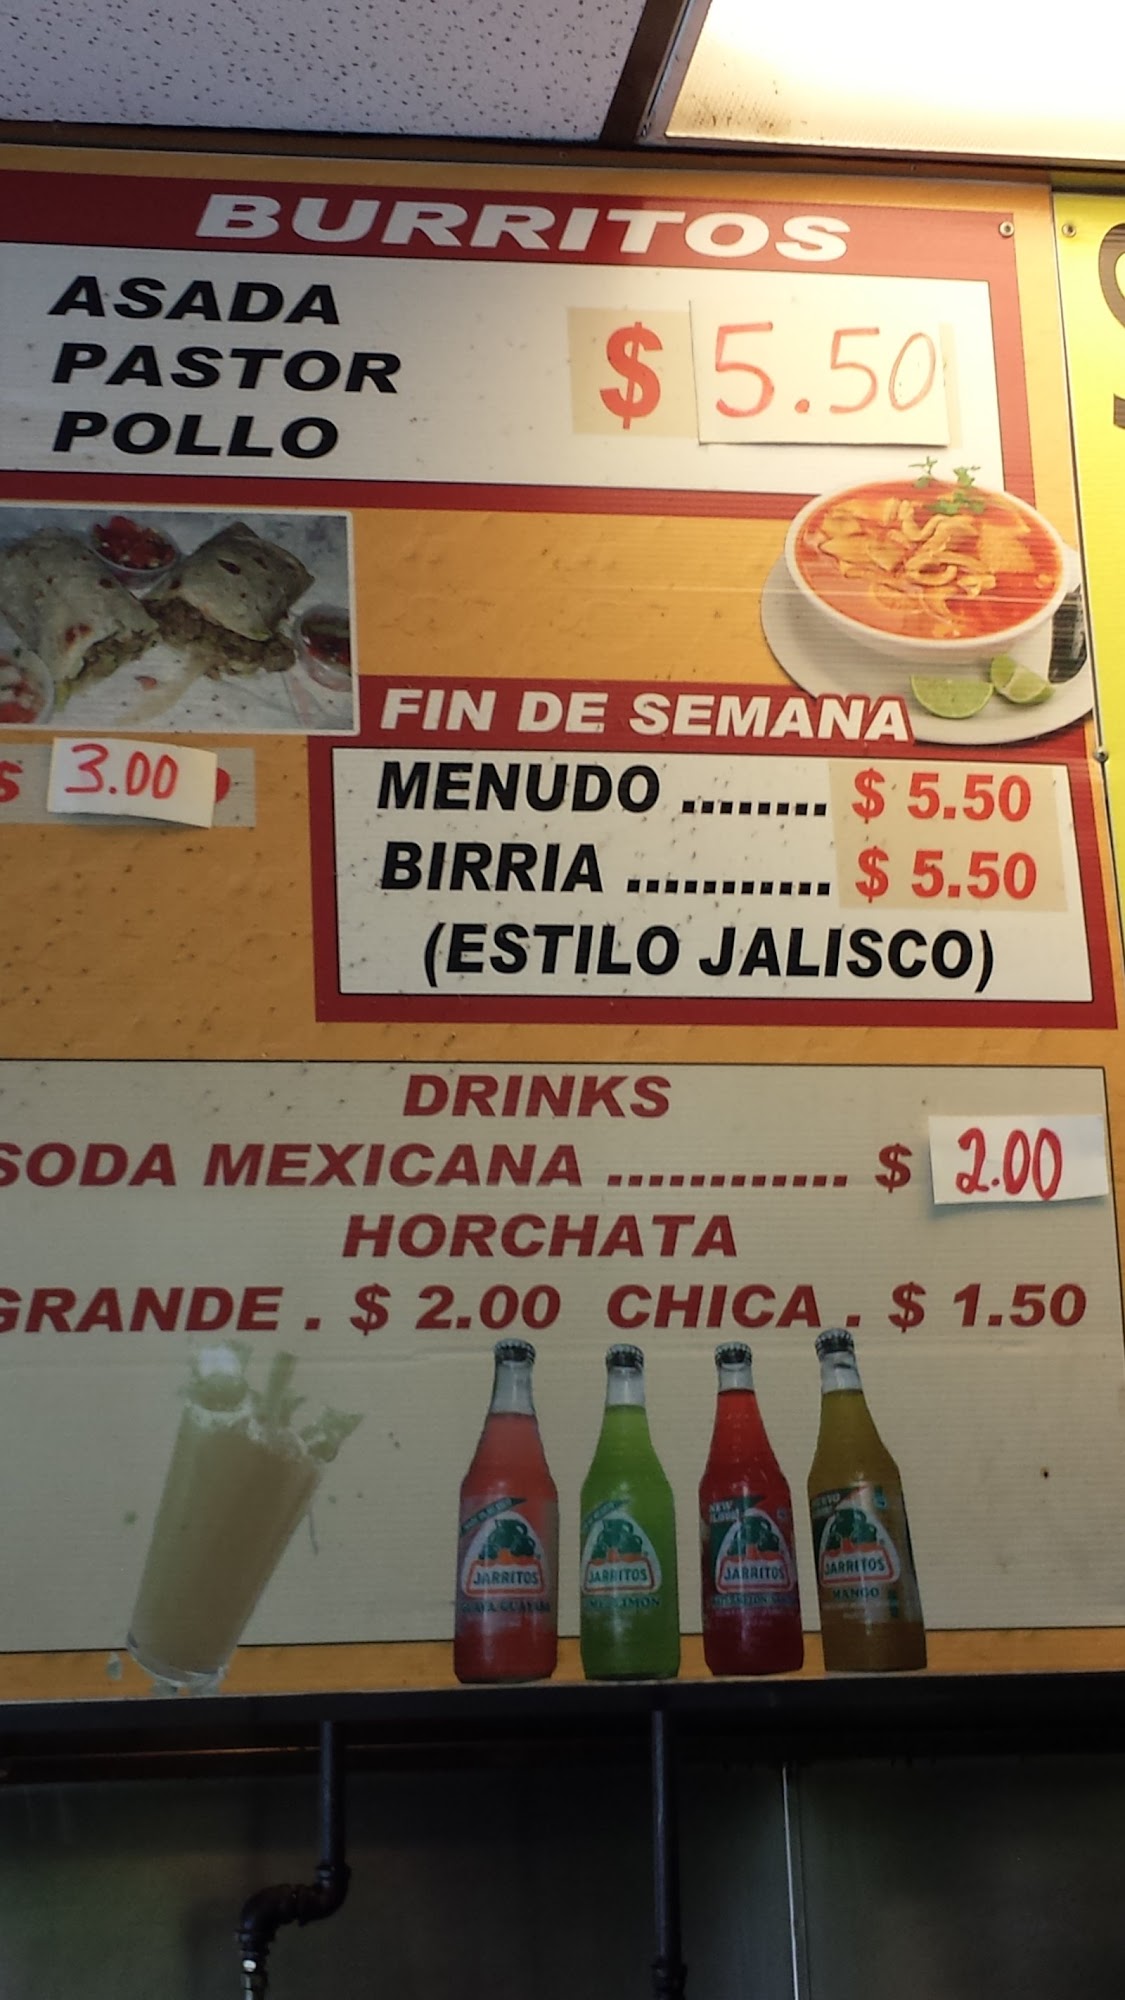 BURRITOS
ASADA
PASTOR
POLLO
$ 5.50
FIN DE SEMANA
$ 3.00
MENUDO ........ $ 5.50
BIRRIA ........... $ 5.50
(ESTILO JALISCO)
DRINKS
SODA MEXICANA ............ $ 2.00
HORCHATA
GRANDE . $ 2.00 CHICA . $ 1.50
JARRITOS
JARRITOS
JARRITOS
JARRITOS
MANGO